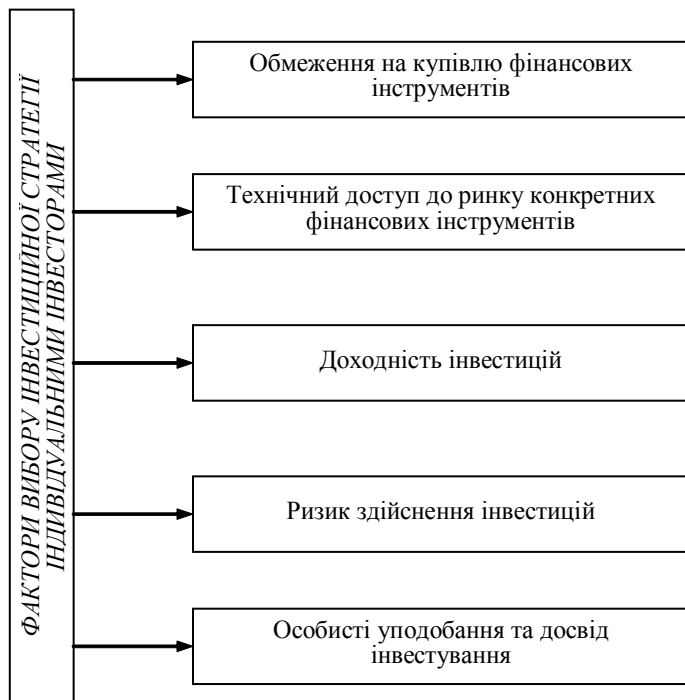 ФАКТОРИ ВИБОРУ ІНВЕСТИЦІЙНОЇ СТРАТЕГІЇ
ІНДИВІДУАЛЬНИМИ ІНВЕСТОРАМИ
Обмеження на купівлю фінансових
інструментів
Технічний доступ до ринку конкретних
фінансових інструментів
Доходність інвестицій
Ризик здійснення інвестицій
Особисті уподобання та досвід
інвестування